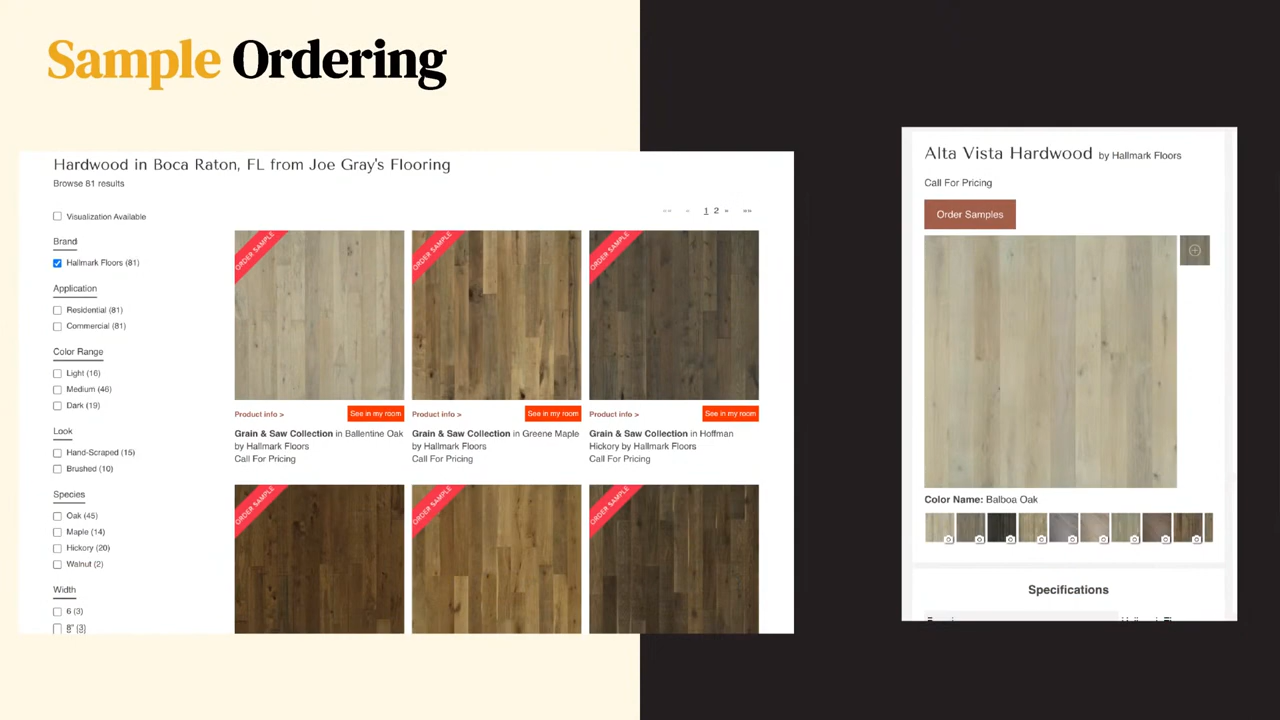 Sample Ordering
Hardwood in Boca Raton, FL from Joe Gray's Flooring
Browse 81 results
«« « 1 2 » »»
Visualization Available
Brand
Hallmark Floors (81)
Application
Residential (81)
Commercial (81)
Color Range
Light (16)
Medium (46)
Dark (19)
Look
Hand-Scraped (15)
Brushed (10)
Species
Oak (45)
Maple (14)
Hickory (20)
Walnut (2)
Width
6 (3)
8" (3)
ORDER SAMPLE
Product info >
See in my room
Grain & Saw Collection in Ballentine Oak
by Hallmark Floors
Call For Pricing
ORDER SAMPLE
Product info >
See in my room
Grain & Saw Collection in Greene Maple
by Hallmark Floors
Call For Pricing
ORDER SAMPLE
Product info >
See in my room
Grain & Saw Collection in Hoffman
Hickory by Hallmark Floors
Call For Pricing
ORDER SAMPLE
ORDER SAMPLE
ORDER SAMPLE
Alta Vista Hardwood by Hallmark Floors
Call For Pricing
Order Samples
Color Name: Balboa Oak
Specifications